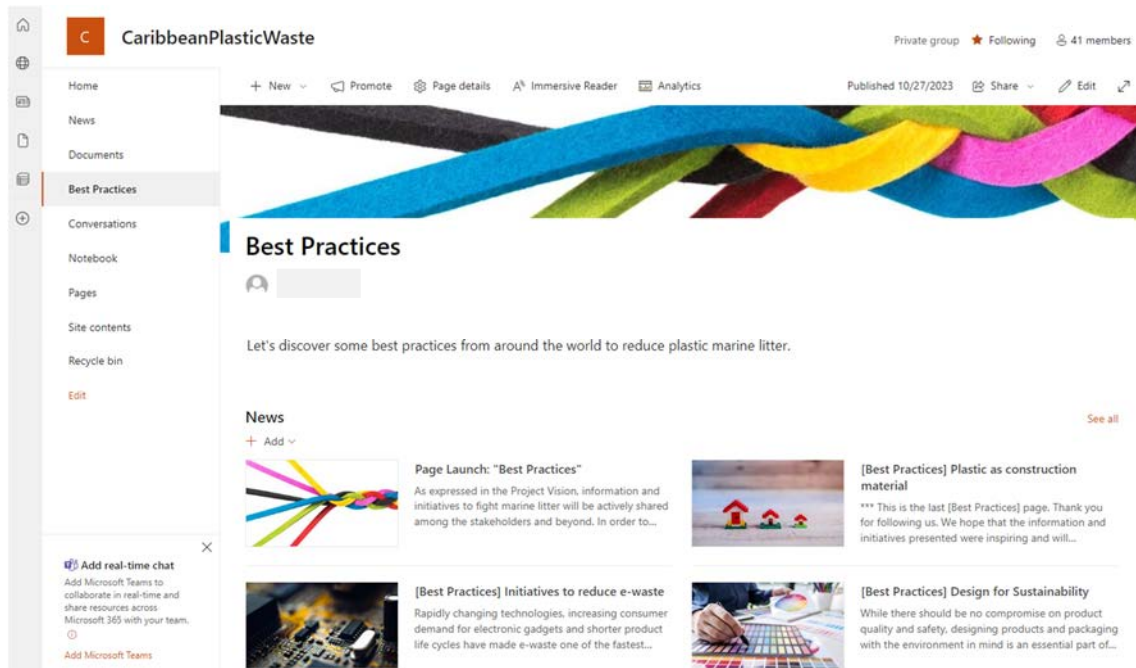 C
CaribbeanPlasticWaste
Private group
Following
41 members
Home
News
Documents
Best Practices
Conversations
Notebook
Pages
Site contents
Recycle bin
Edit
New
Promote
Page details
Immersive Reader
Analytics
Published 10/27/2023
Share
Edit
Best Practices
Let's discover some best practices from around the world to reduce plastic marine litter.
News
See all
Add
Page Launch: "Best Practices"
As expressed in the Project Vision, information and
initiatives to fight marine litter will be actively shared
among the stakeholders and beyond. In order to...
[Best Practices] Plastic as construction
material
*** This is the last [Best Practices] page. Thank you
for following us. We hope that the information and
initiatives presented were inspiring and will...
[Best Practices] Initiatives to reduce e-waste
Rapidly changing technologies, increasing consumer
demand for electronic gadgets and shorter product
life cycles have made e-waste one of the fastest...
[Best Practices] Design for Sustainability
While there should be no compromise on product
quality and safety, designing products and packaging
with the environment in mind is an essential part of...
Add real-time chat
Add Microsoft Teams to
collaborate in real-time and
share resources across
Microsoft 365 with your team.
Add Microsoft Teams